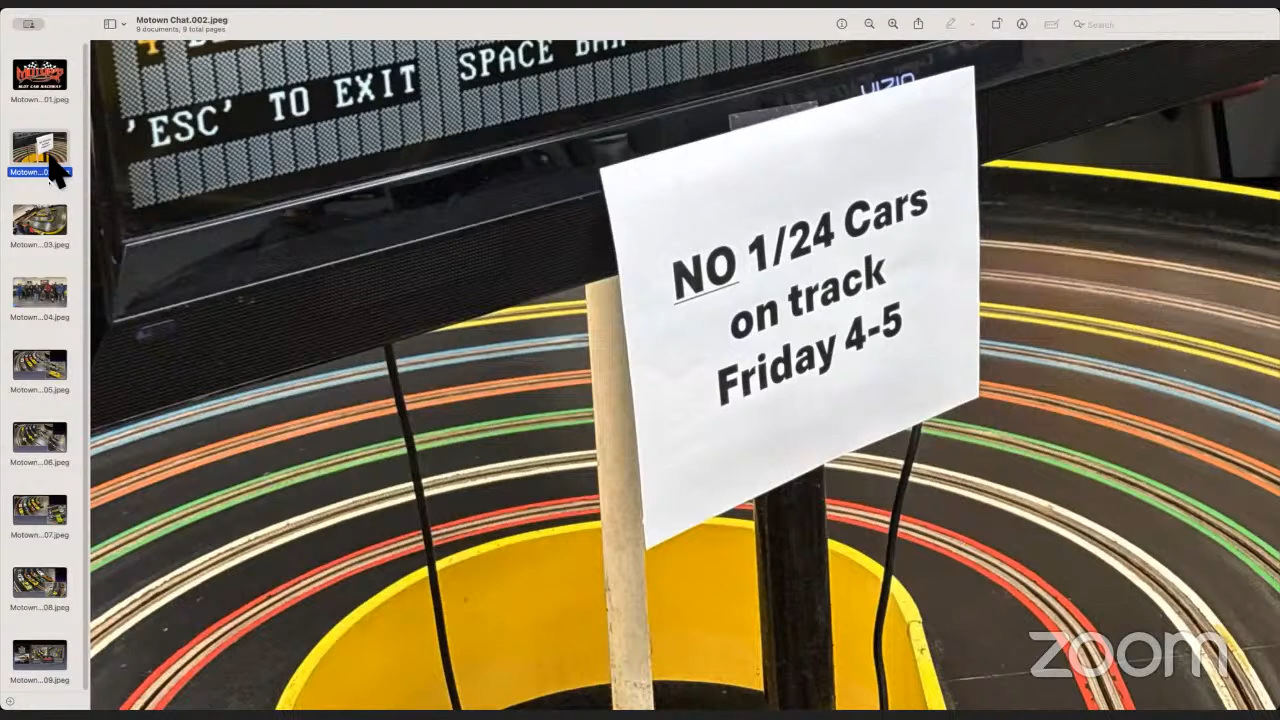 Motown Chat.002.jpeg
9 documents, 9 total pages
Search
Motown...01.jpeg
Motown...03.jpeg
Motown...04.jpeg
Motown...05.jpeg
Motown...06.jpeg
Motown...07.jpeg
Motown...08.jpeg
Motown...09.jpeg
'ESC' TO EXIT SPACE BAR
VIZIO
NO 1/24 Cars
on track
Friday 4-5
zoom